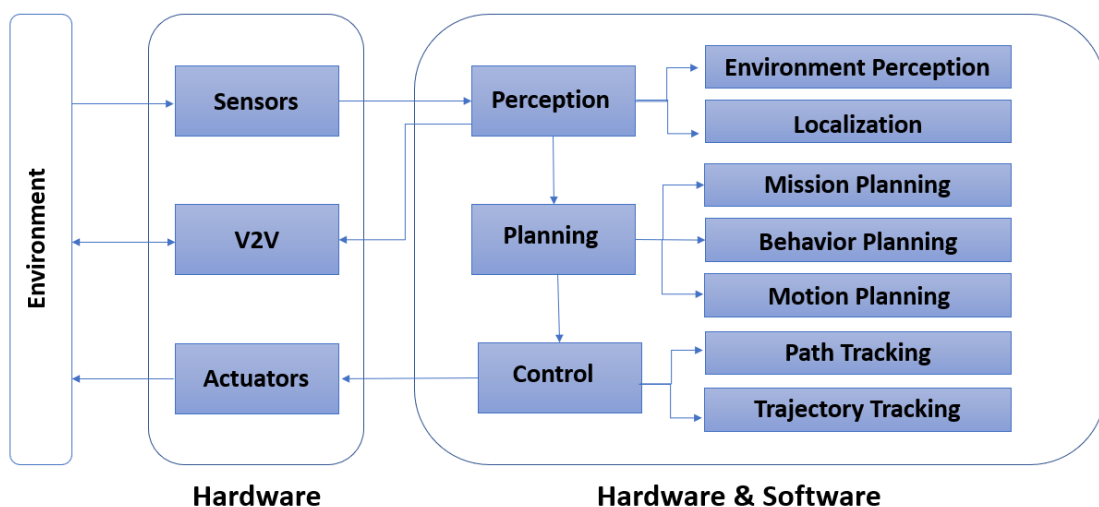 Environment
Sensors
V2V
Actuators
Hardware
Perception
Planning
Control
Environment Perception
Localization
Mission Planning
Behavior Planning
Motion Planning
Path Tracking
Trajectory Tracking
Hardware & Software